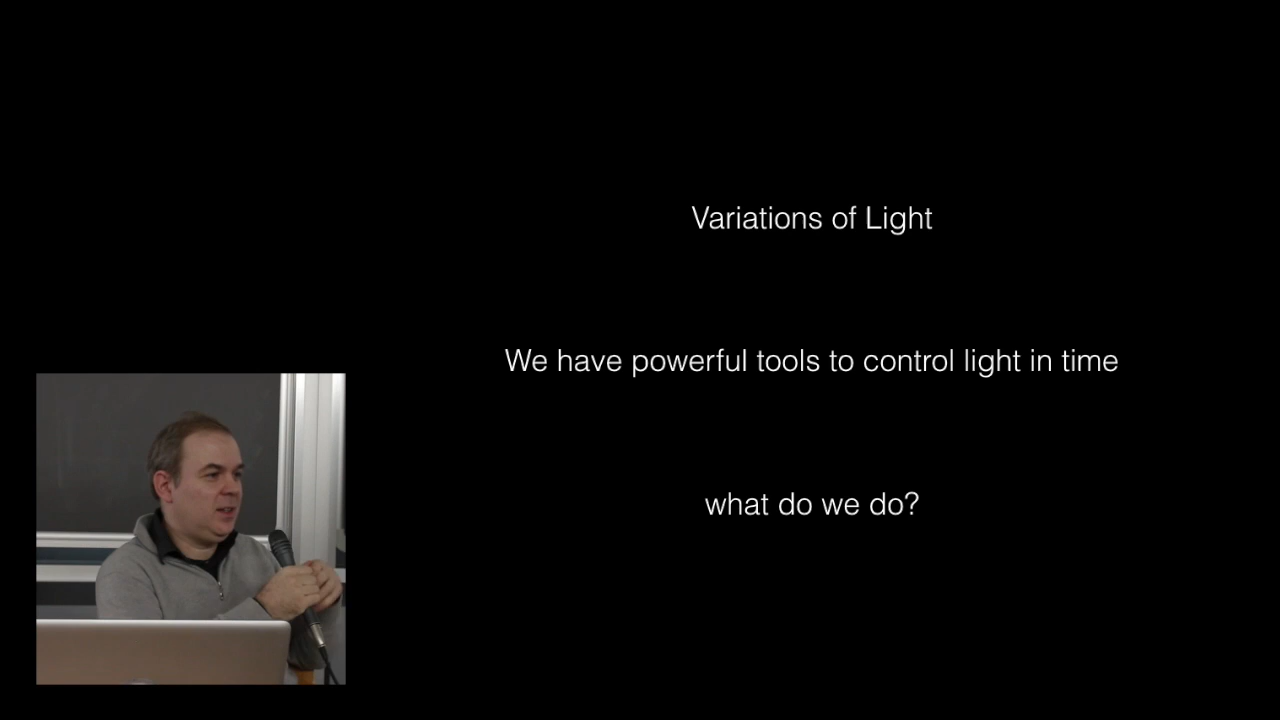 Variations of Light
We have powerful tools to control light in time
what do we do?